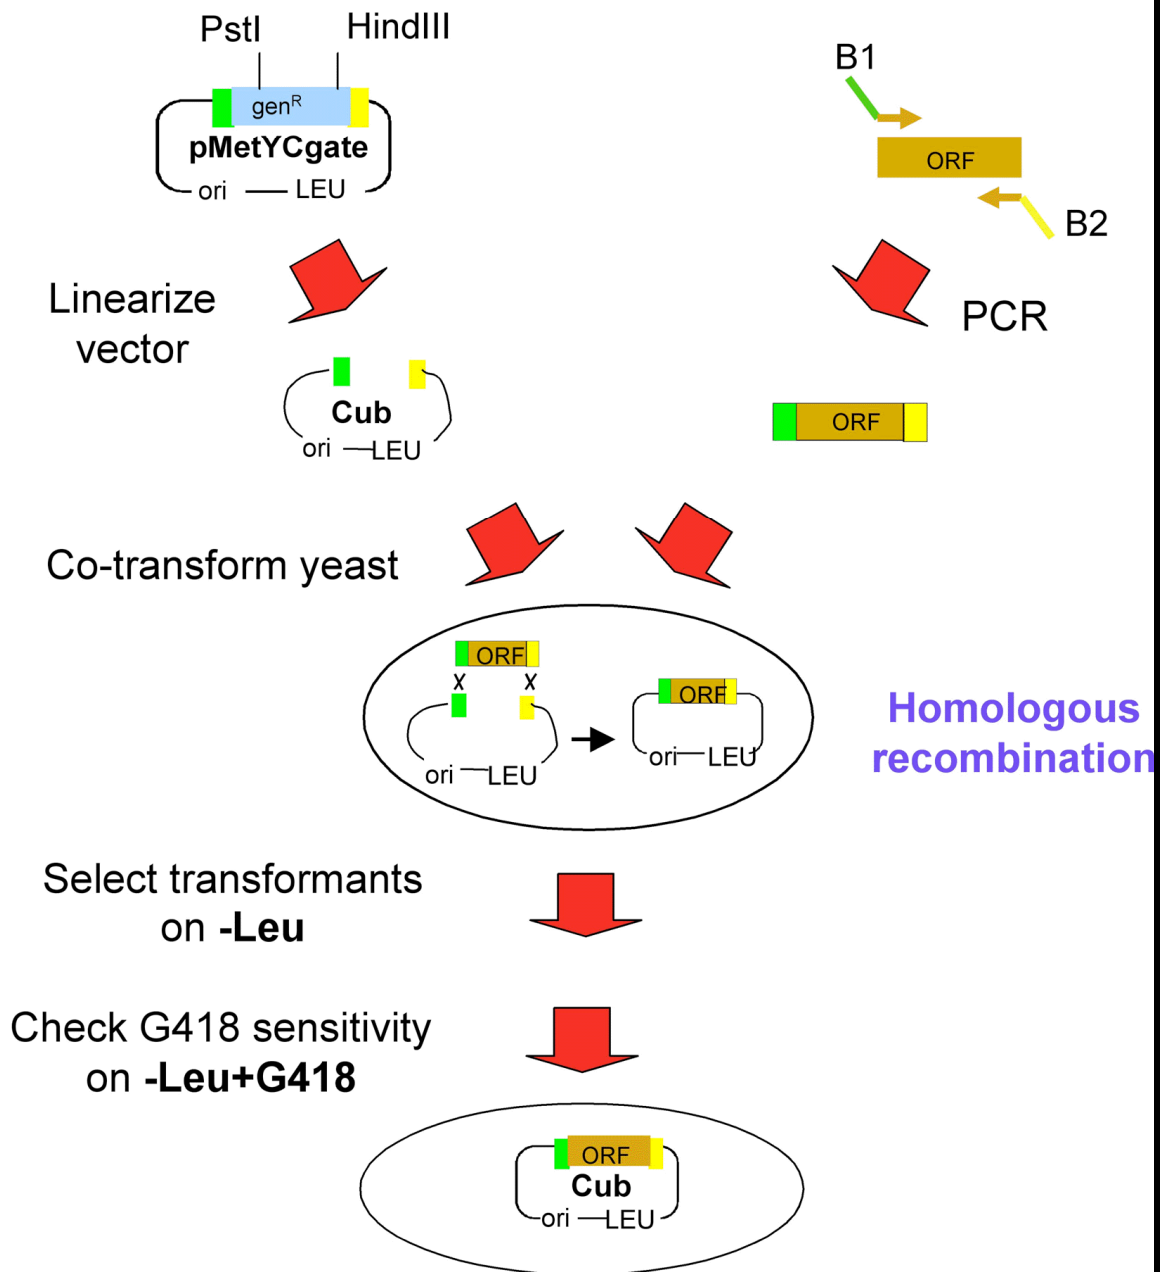 PstI HindIII
genR
pMetYCgate
ori LEU
B1
ORF
B2
Linearize
vector
PCR
Cub
ori LEU
ORF
Co-transform yeast
ORF
X X
ori LEU
ORF
ori LEU
Homologous
recombination
Select transformants
on -Leu
Check G418 sensitivity
on -Leu+G418
ORF
Cub
ori LEU